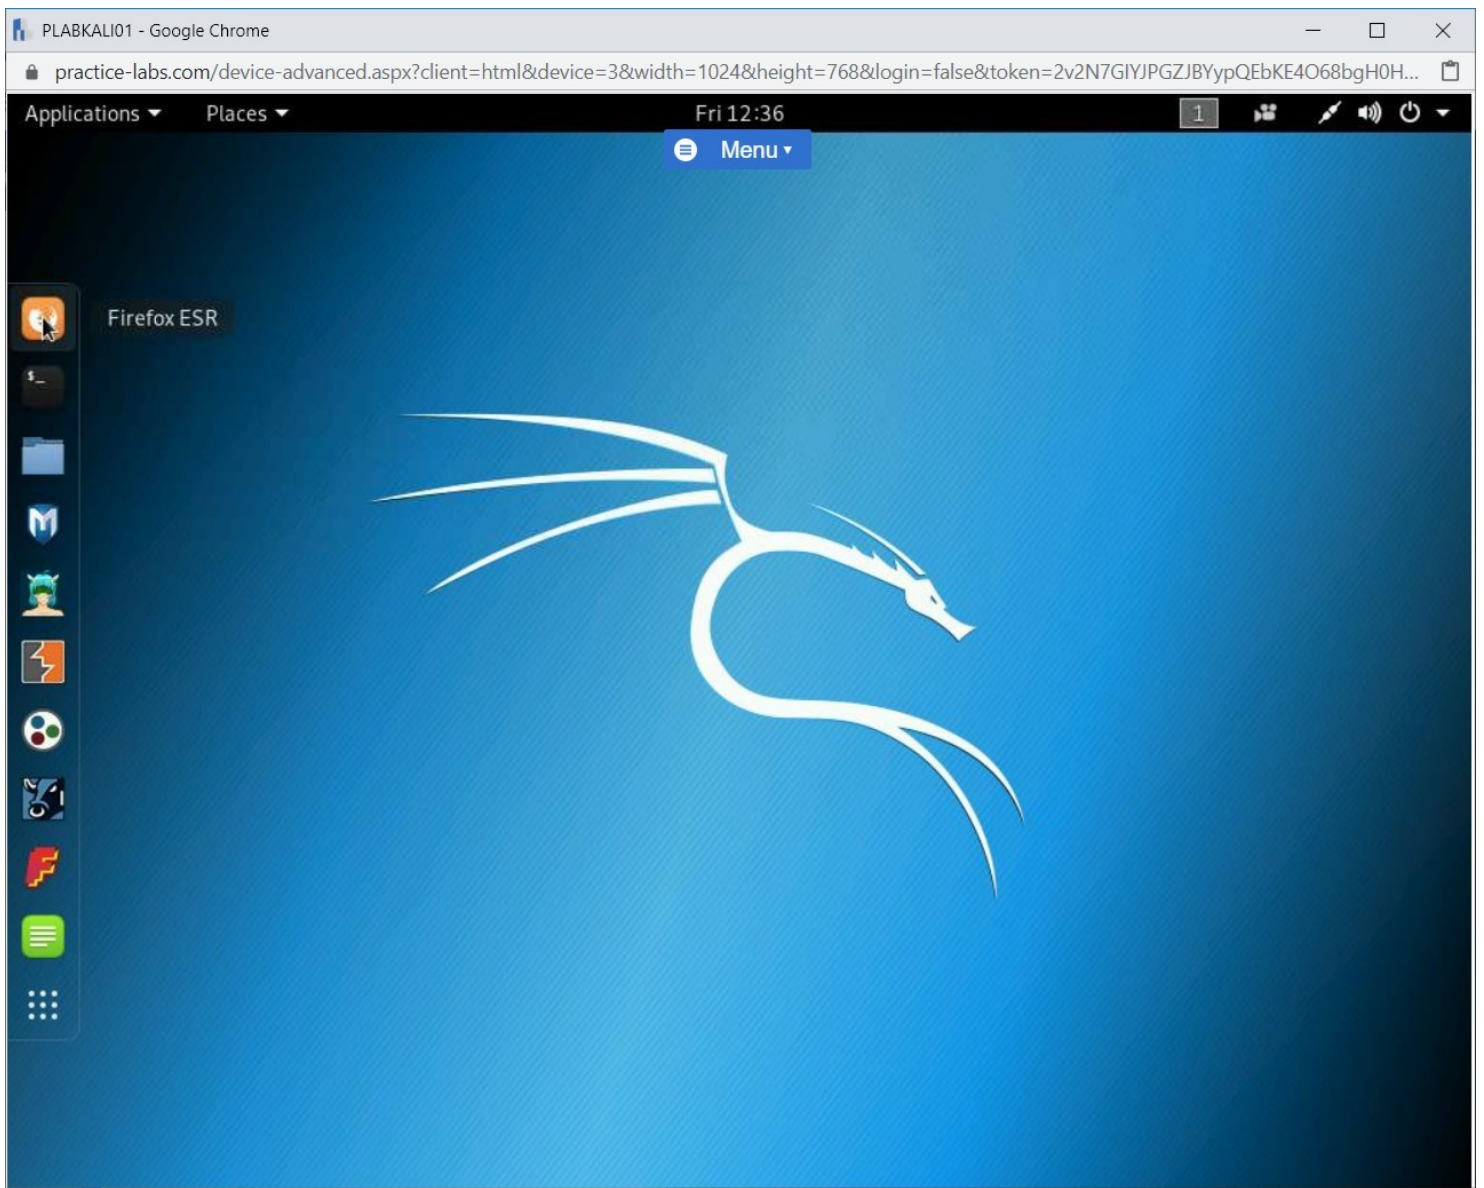 PLABKALI01 - Google Chrome
practice-labs.com/device-advanced.aspx?client=html&device=3&width=1024&height=768&login=false&token=2v2N7GIYJPGZJBYypQEbKE4O68bgH0H...
Applications Places Fri 12:36 1
Menu
Firefox ESR
$_